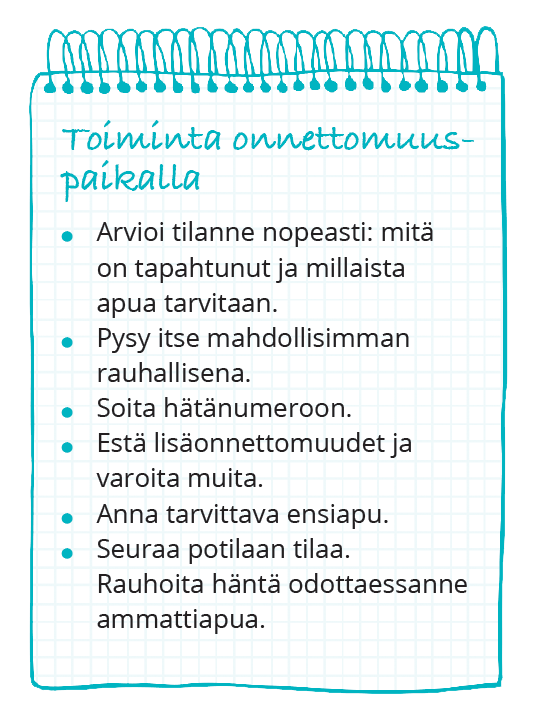 Toiminta onnettomuus-
paikalla
• Arvioi tilanne nopeasti: mitä
on tapahtunut ja millaista
apua tarvitaan.
• Pysy itse mahdollisimman
rauhallisena.
• Soita hätänumeroon.
• Estä lisäonnettomuudet ja
varoita muita.
• Anna tarvittava ensiapu.
• Seuraa potilaan tilaa.
Rauhoita häntä odottaessanne
ammattiapua.